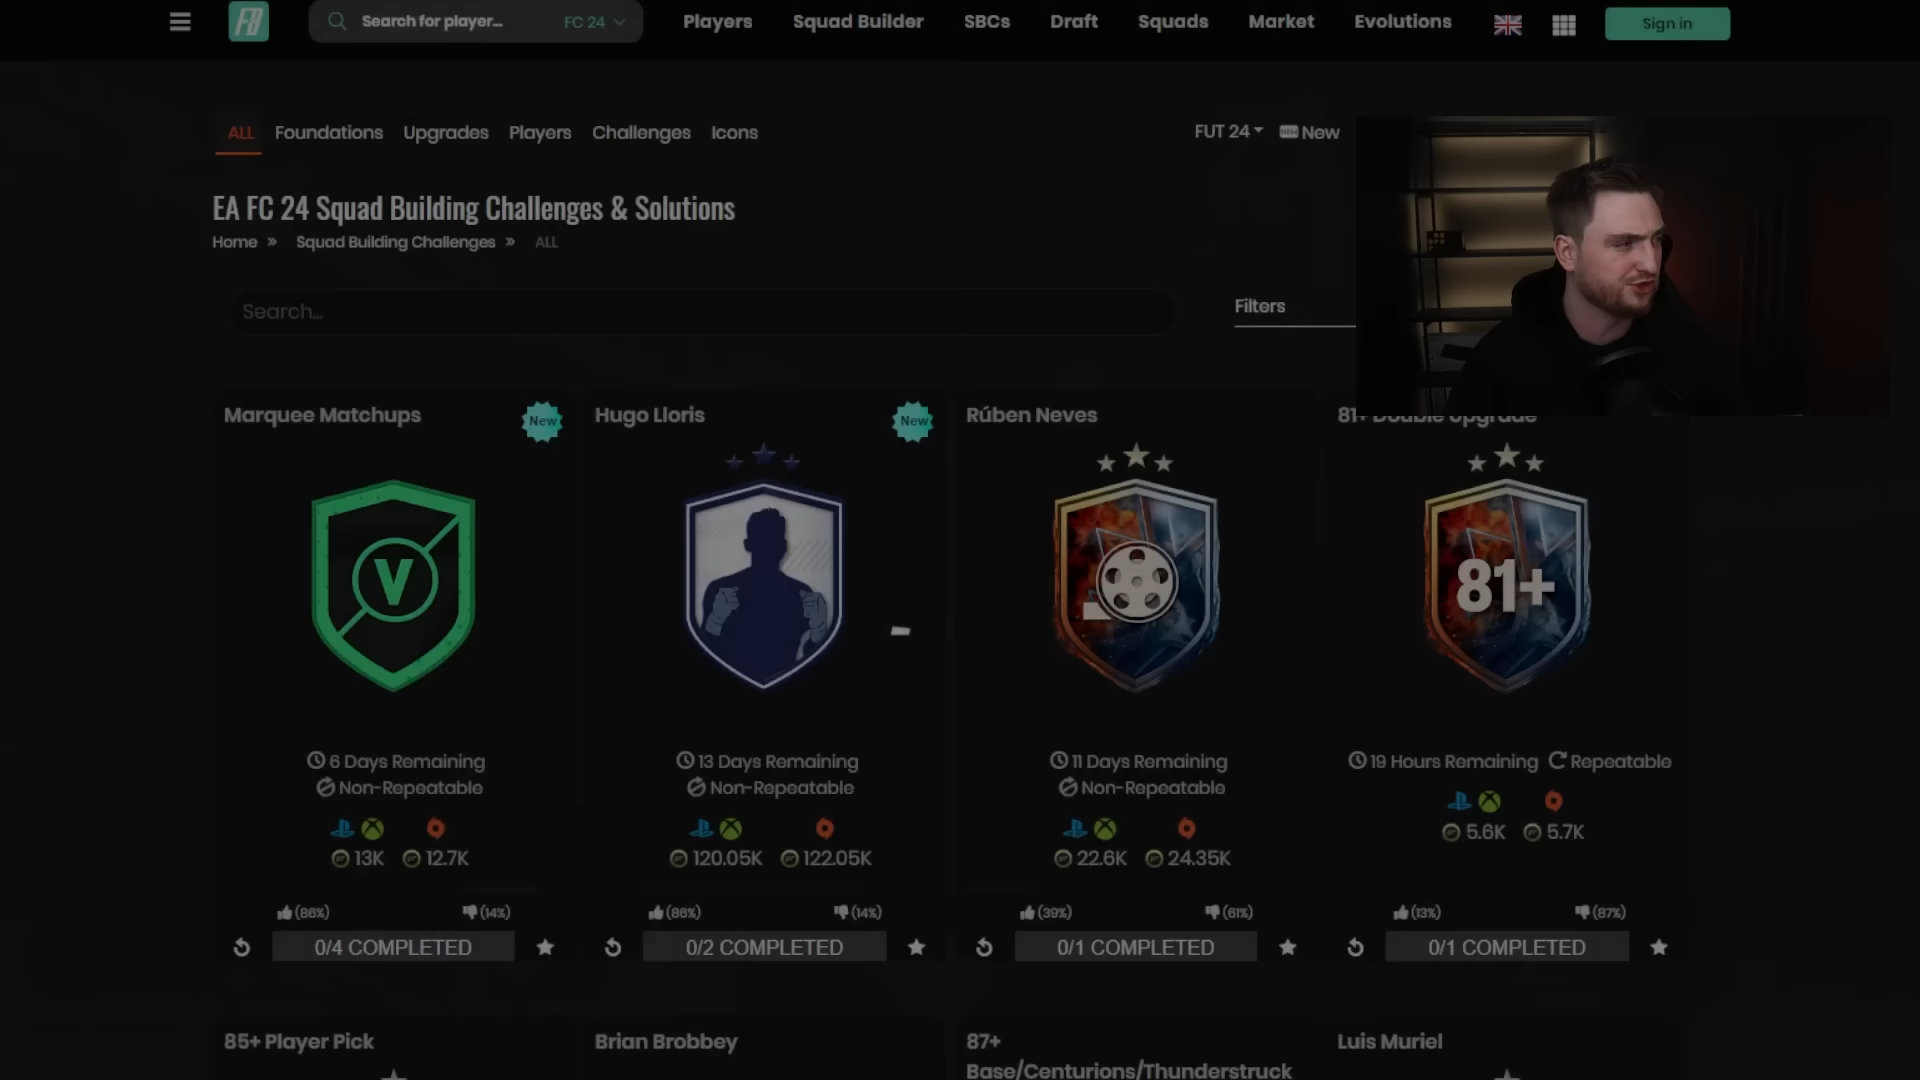 Search for player...
FC 24
Players
Squad Builder
SBCs
Draft
Squads
Market
Evolutions
Sign in
ALL
Foundations
Upgrades
Players
Challenges
Icons
FUT 24
NEW New
EA FC 24 Squad Building Challenges & Solutions
Home » Squad Building Challenges » ALL
Search...
Filters
Marquee Matchups
New
Hugo Lloris
New
Rúben Neves
81+ Double Upgrade
V
81+
6 Days Remaining
Non-Repeatable
13K
12.7K
(86%)
(14%)
0/4 COMPLETED
13 Days Remaining
Non-Repeatable
120.05K
122.05K
(86%)
(14%)
0/2 COMPLETED
11 Days Remaining
Non-Repeatable
22.6K
24.35K
(39%)
(61%)
0/1 COMPLETED
19 Hours Remaining
Repeatable
5.6K
5.7K
(13%)
(87%)
0/1 COMPLETED
85+ Player Pick
Brian Brobbey
87+
Base/Centurions/Thunderstruck
Luis Muriel